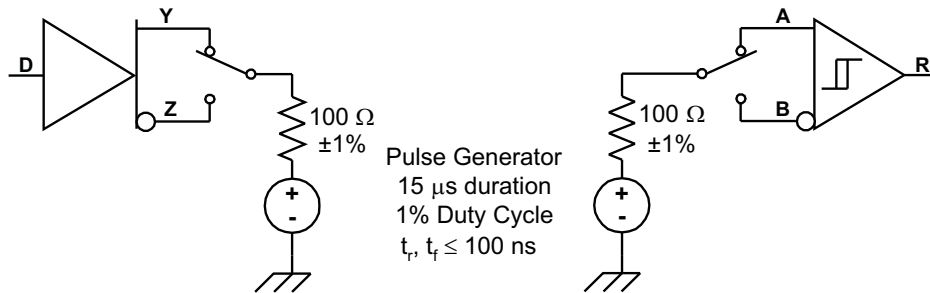 Y
D
Z
100 Ω
±1%
+
-
Pulse Generator
15 μs duration
1% Duty Cycle
tr, tf ≤ 100 ns
A
R
B
100 Ω
±1%
+
-